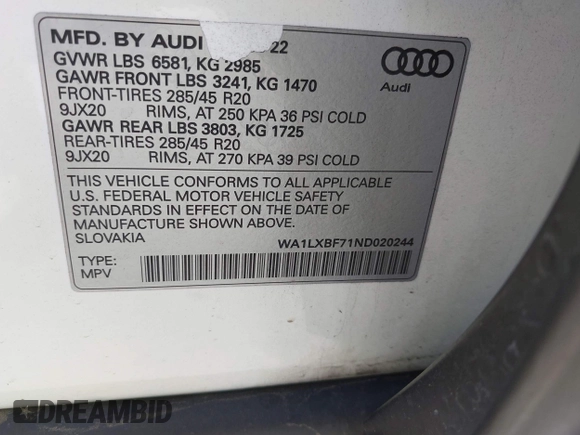 MFD. BY AUDI 22
GVWR LBS 6581, KG 2985
GAWR FRONT LBS 3241, KG 1470
FRONT-TIRES 285/45 R20
9JX20 RIMS, AT 250 KPA 36 PSI COLD
GAWR REAR LBS 3803, KG 1725
REAR-TIRES 285/45 R20
9JX20 RIMS, AT 270 KPA 39 PSI COLD
Audi
THIS VEHICLE CONFORMS TO ALL APPLICABLE
U.S. FEDERAL MOTOR VEHICLE SAFETY
STANDARDS IN EFFECT ON THE DATE OF
MANUFACTURE SHOWN ABOVE.
SLOVAKIA
WA1LXBF71ND020244
TYPE:
MPV
DREAMBID